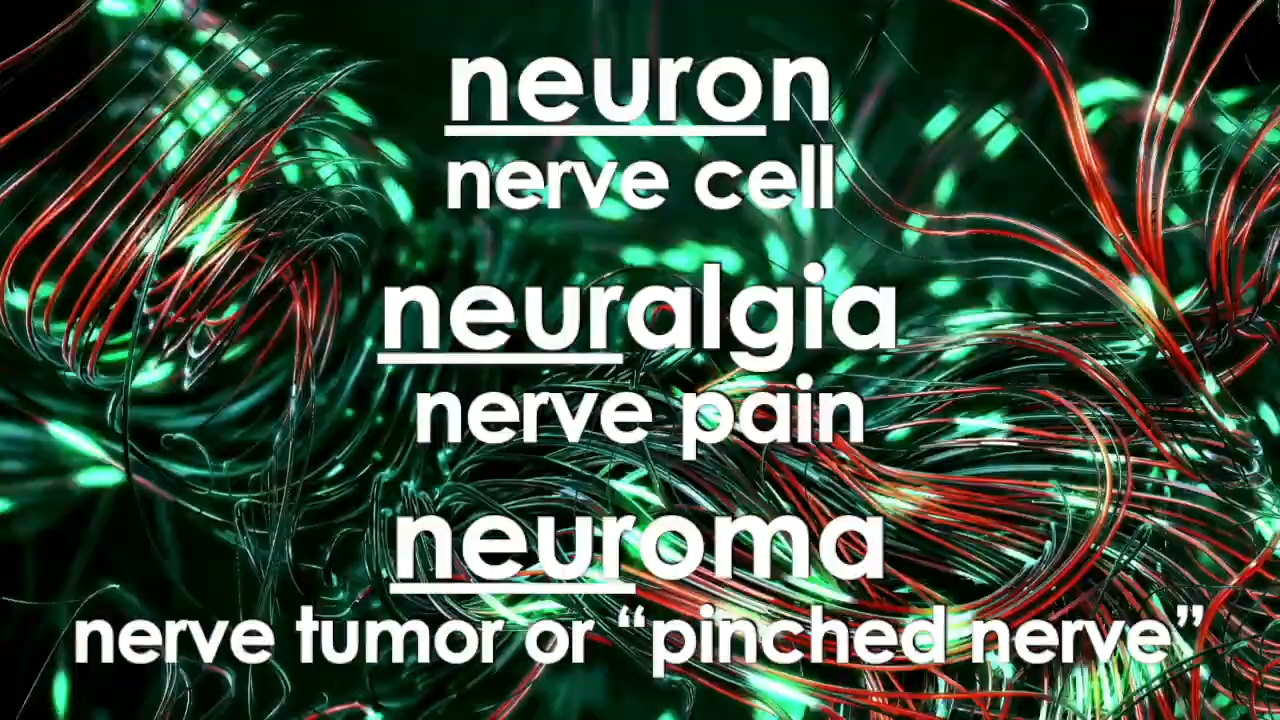 neuron
nerve cell
neuralgia
nerve pain
neuroma
nerve tumor or “pinched nerve”